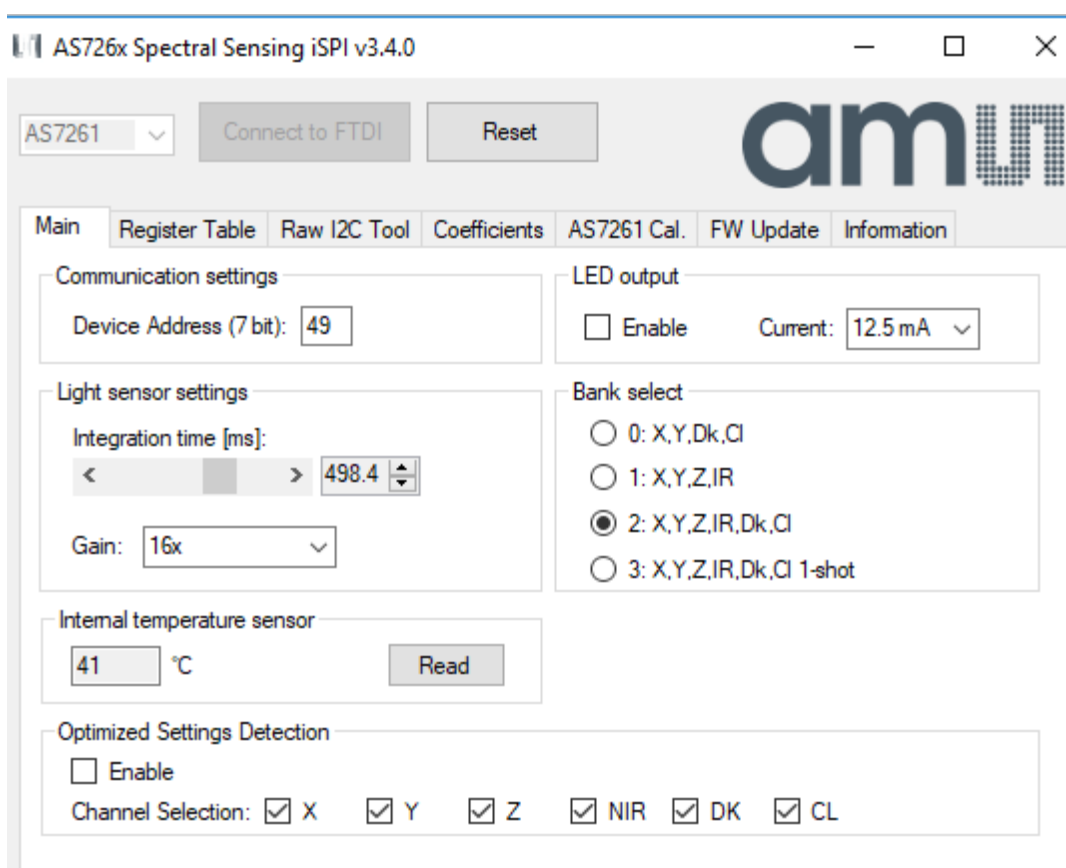 AS726x Spectral Sensing iSPI v3.4.0
AS7261 Connect to FTDI Reset
am
Main Register Table Raw I2C Tool Coefficients AS7261 Cal. FW Update Information
Communication settings
Device Address (7 bit): 49
LED output
Enable Current: 12.5 mA
Light sensor settings
Integration time [ms]:
< > 498.4
Gain: 16x
Bank select
0: X,Y,Dk,Cl
1: X,Y,Z,IR
2: X,Y,Z,IR,Dk,Cl
3: X,Y,Z,IR,Dk,Cl 1-shot
Internal temperature sensor
41 °C Read
Optimized Settings Detection
Enable
Channel Selection: X Y Z NIR DK CL